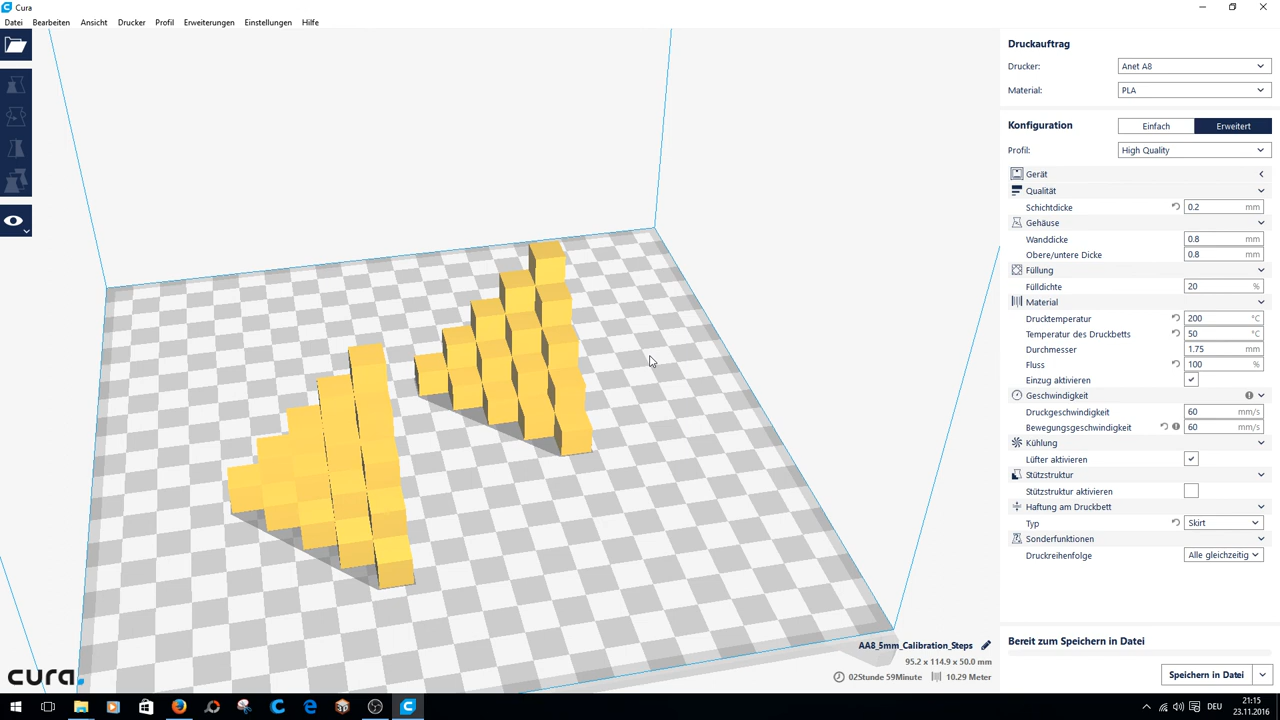 Cura
Datei Bearbeiten Ansicht Drucker Profil Erweiterungen Einstellungen Hilfe
Druckauftrag
Drucker: Anet A8
Material: PLA
Konfiguration Einfach Erweitert
Profil: High Quality
Gerät
Qualität
Schichtdicke 0.2 mm
Gehäuse
Wanddicke 0.8 mm
Obere/untere Dicke 0.8 mm
Füllung
Fülldichte 20 %
Material
Drucktemperatur 200 °C
Temperatur des Druckbetts 50 °C
Durchmesser 1.75 mm
Fluss 100 %
Einzug aktivieren
Geschwindigkeit
Druckgeschwindigkeit 60 mm/s
Bewegungsgeschwindigkeit 60 mm/s
Kühlung
Lüfter aktivieren
Stützstruktur
Stützstruktur aktivieren
Haftung am Druckbett
Typ Skirt
Sonderfunktionen
Druckreihenfolge Alle gleichzeitig
AA8_5mm_Calibration_Steps
95.2 x 114.9 x 50.0 mm
02Stunde 59Minute 10.29 Meter
Bereit zum Speichern in Datei
Speichern in Datei
cura.
DEU
21:15
23.11.2016